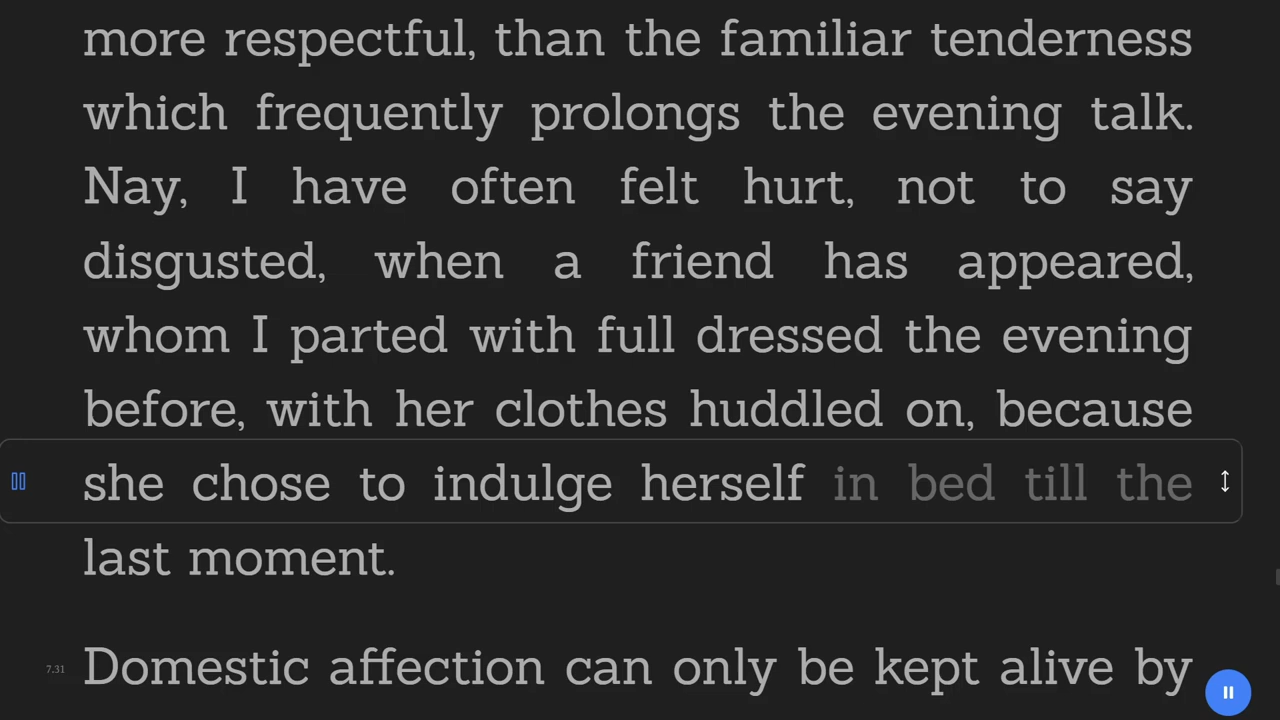 more respectful, than the familiar tenderness
which frequently prolongs the evening talk.
Nay, I have often felt hurt, not to say
disgusted, when a friend has appeared,
whom I parted with full dressed the evening
before, with her clothes huddled on, because
she chose to indulge herself in bed till the
last moment.
7.31 Domestic affection can only be kept alive by